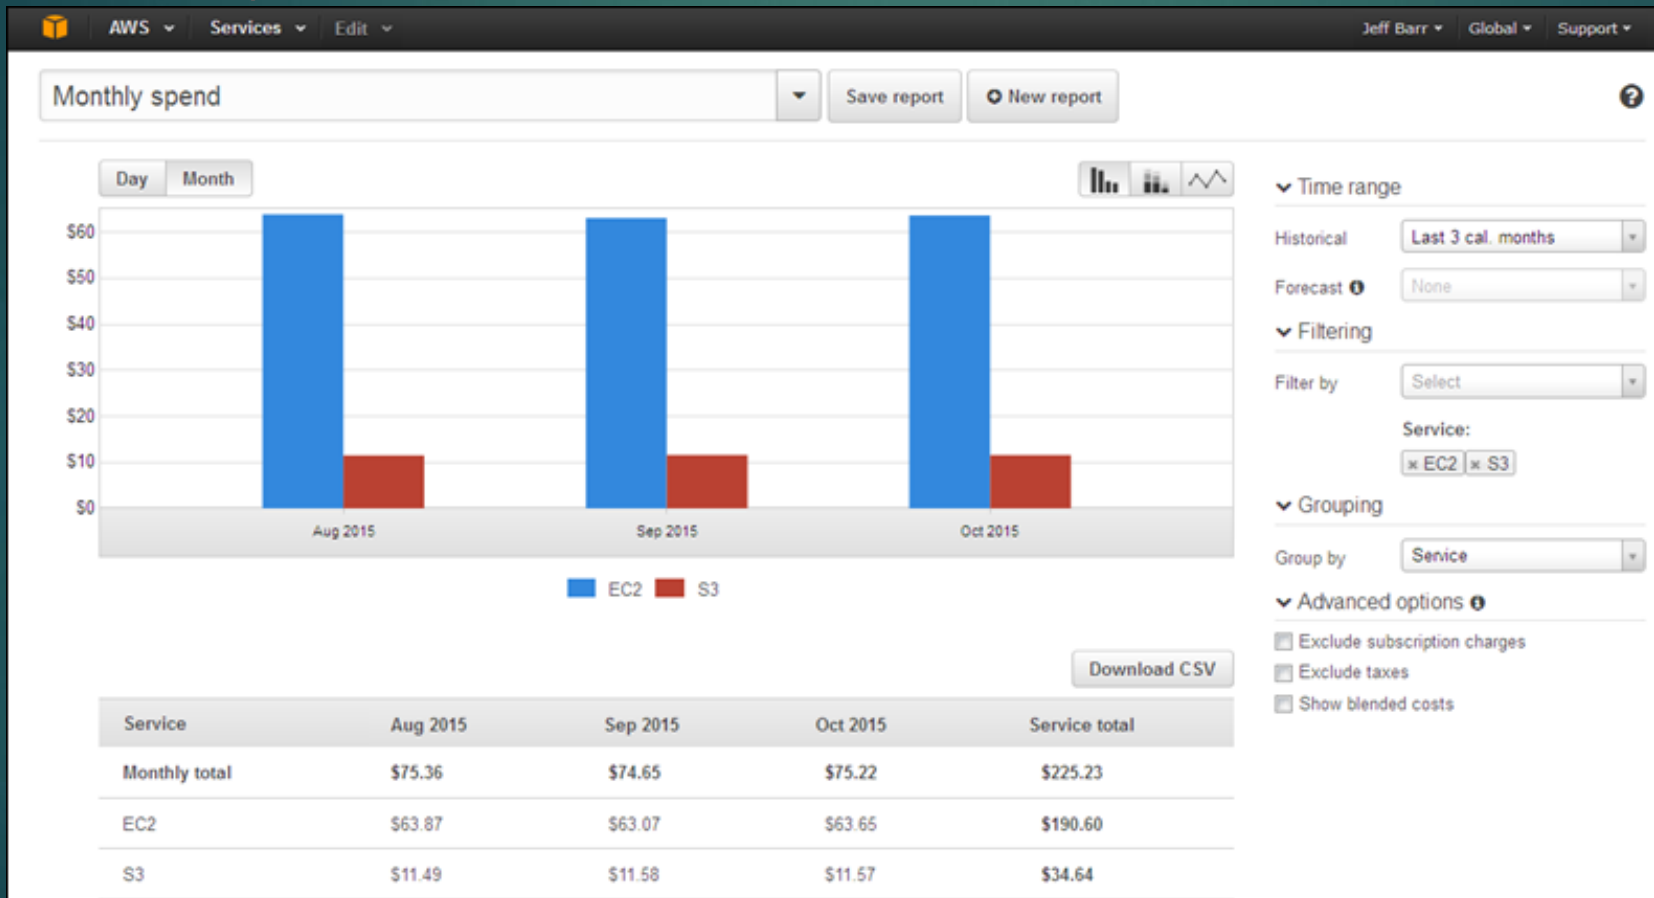 AWS Services Edit Jeff Barr Global Support
Monthly spend Save report New report
Day Month
$60
$50
$40
$30
$20
$10
$0
Aug 2015 Sep 2015 Oct 2015
EC2 S3
Time range
Historical Last 3 cal. months
Forecast None
Filtering
Filter by Select
Service:
× EC2 × S3
Grouping
Group by Service
Advanced options
Exclude subscription charges
Exclude taxes
Show blended costs
Download CSV
Service Aug 2015 Sep 2015 Oct 2015 Service total
Monthly total $75.36 $74.65 $75.22 $225.23
EC2 $63.87 $63.07 $63.65 $190.60
S3 $11.49 $11.58 $11.57 $34.64